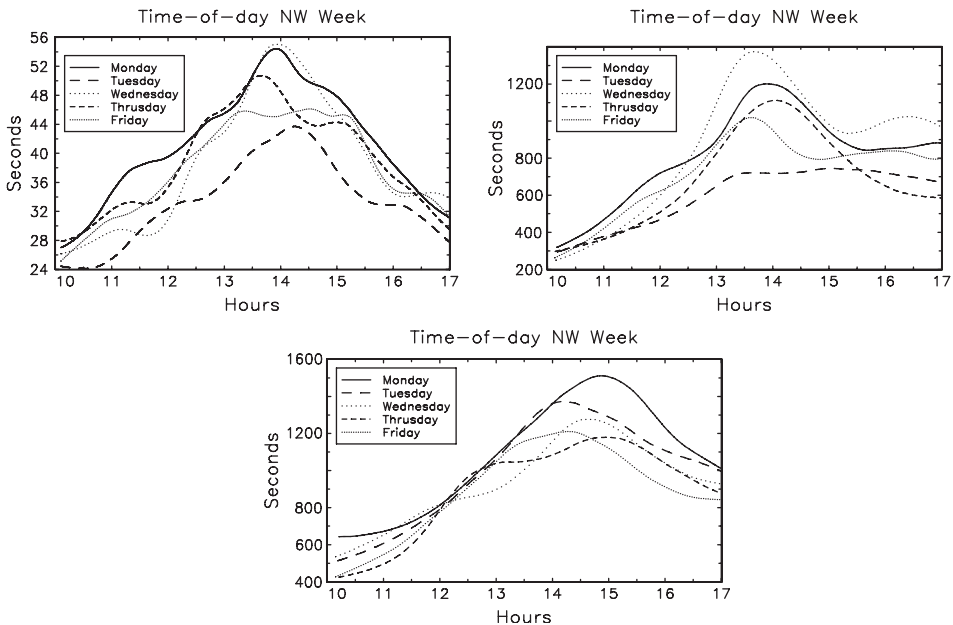 Time-of-day NW Week
Seconds
56
52
48
44
40
36
32
28
24
Monday
Tuesday
Wednesday
Thrusday
Friday
10 11 12 13 14 15 16 17
Hours
Time-of-day NW Week
Seconds
1200
1000
800
600
400
200
Monday
Tuesday
Wednesday
Thrusday
Friday
10 11 12 13 14 15 16 17
Hours
Time-of-day NW Week
Seconds
1600
1200
800
600
400
Monday
Tuesday
Wednesday
Thrusday
Friday
10 11 12 13 14 15 16 17
Hours